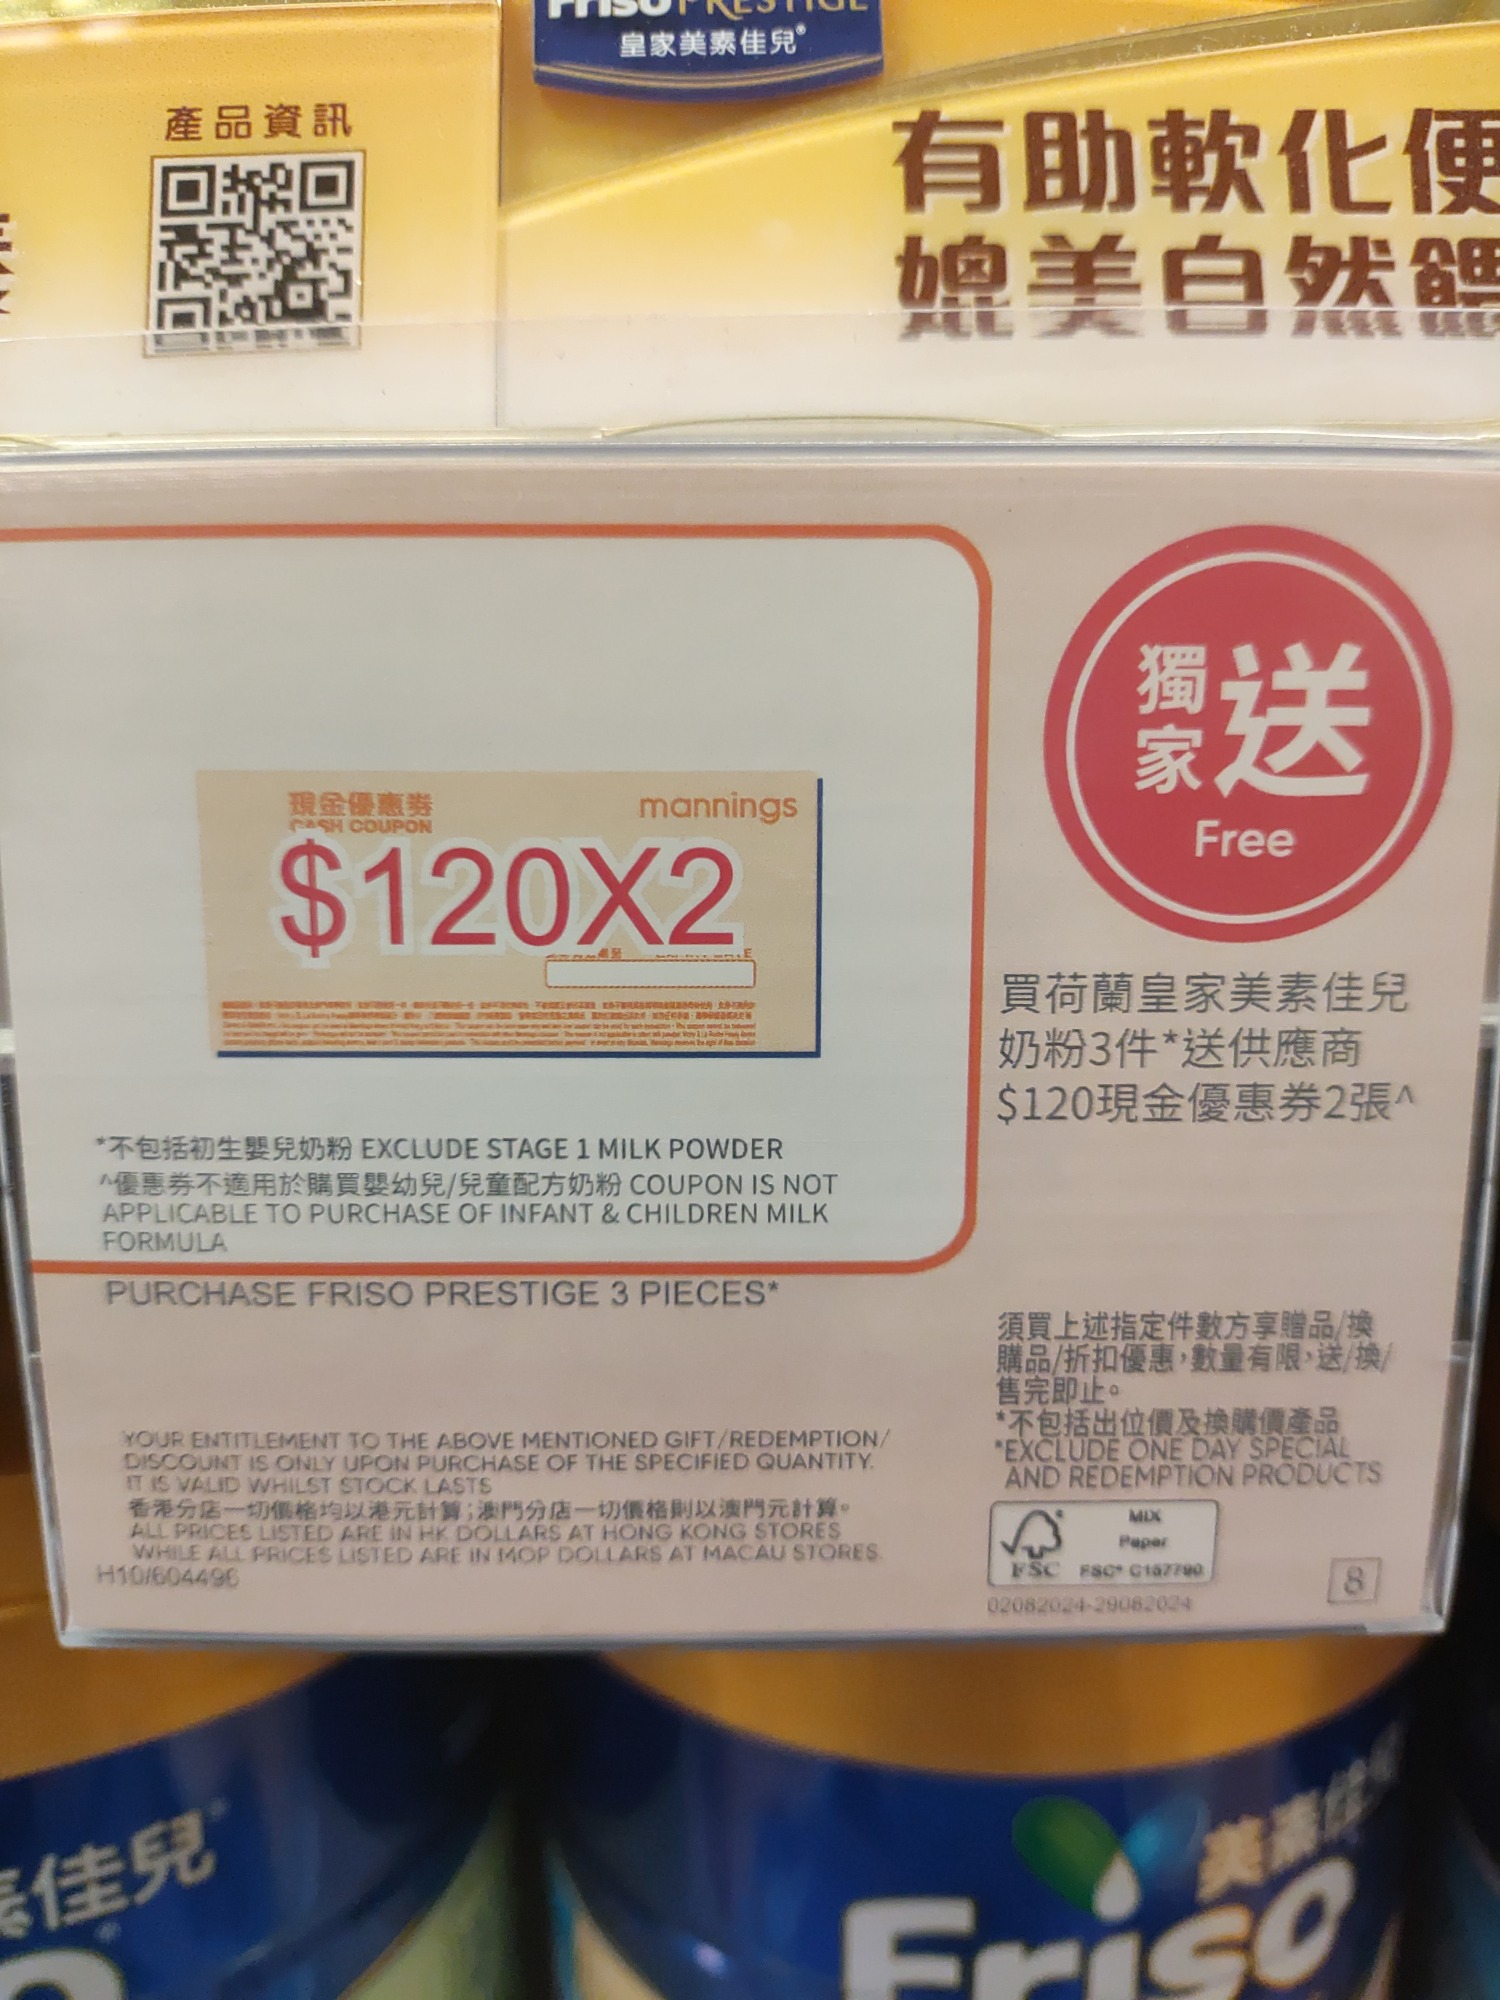 Friso PRESTIGE
皇家美素佳兒®
產品資訊
有助軟化便
媲美自然餵
獨家送
Free
現金優惠券
mannings
CASH COUPON
$120X2
買荷蘭皇家美素佳兒
奶粉3件*送供應商
$120現金優惠券2張^
*不包括初生嬰兒奶粉 EXCLUDE STAGE 1 MILK POWDER
^優惠券不適用於購買嬰幼兒/兒童配方奶粉 COUPON IS NOT
APPLICABLE TO PURCHASE OF INFANT & CHILDREN MILK
FORMULA
PURCHASE FRISO PRESTIGE 3 PIECES*
須買上述指定件數方享贈品/換
購品/折扣優惠，數量有限，送/換/
售完即止。
*不包括出位價及換購價產品
*EXCLUDE ONE DAY SPECIAL
AND REDEMPTION PRODUCTS
YOUR ENTITLEMENT TO THE ABOVE MENTIONED GIFT/REDEMPTION/
DISCOUNT IS ONLY UPON PURCHASE OF THE SPECIFIED QUANTITY.
IT IS VALID WHILST STOCK LASTS
香港分店一切價格均以港元計算；澳門分店一切價格則以澳門元計算。
ALL PRICES LISTED ARE IN HK DOLLARS AT HONG KONG STORES
WHILE ALL PRICES LISTED ARE IN MOP DOLLARS AT MACAU STORES.
H10/604496
MIX
Paper
FSC FSC® C157790
8
02082024-29082024
素佳兒
美素佳兒
Friso